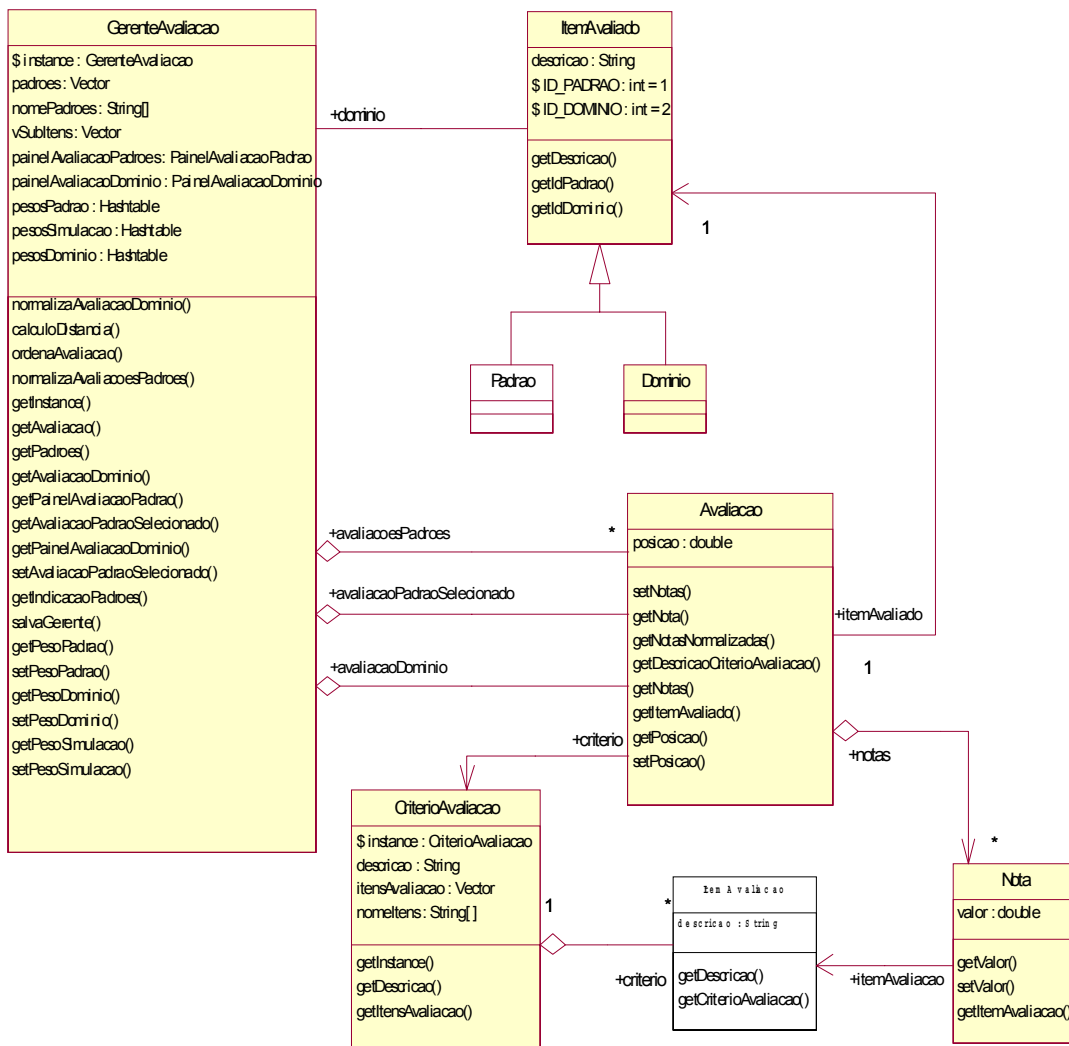 GerenteAvaliacao
$ instance : GerenteAvaliacao
padroes : Vector
nomePadroes : String[]
vSubItens : Vector
painelAvaliacaoPadroes : PainelAvaliacaoPadrao
painelAvaliacaoDominio : PainelAvaliacaoDominio
pesosPadrao : Hashtable
pesosSimulacao : Hashtable
pesosDominio : Hashtable
normalizaAvaliacaoDominio()
calculoDistancia()
ordenaAvaliacao()
normalizaAvaliacoesPadroes()
getInstance()
getAvaliacao()
getPadroes()
getAvaliacaoDominio()
getPainelAvaliacaoPadrao()
getAvaliacaoPadraoSelecionado()
getPainelAvaliacaoDominio()
setAvaliacaoPadraoSelecionado()
getIndicacaoPadroes()
salvaGerente()
getPesoPadrao()
setPesoPadrao()
getPesoDominio()
setPesoDominio()
getPesoSimulacao()
setPesoSimulacao()
+dominio
ItemAvaliado
descricao : String
$ ID_PADRAO : int = 1
$ ID_DOMINIO : int = 2
getDescricao()
getIdPadrao()
getIdDominio()
1
Padrao
Dominio
+avaliacoesPadroes
*
+avaliacaoPadraoSelecionado
+avaliacaoDominio
Avaliacao
posicao : double
setNotas()
getNota()
getNotasNormalizadas()
getDescricaoCriterioAvaliacao()
getNotas()
getItemAvaliado()
getPosicao()
setPosicao()
+itemAvaliado
1
+criterio
+notas
*
CriterioAvaliacao
$ instance : CriterioAvaliacao
descricao : String
itensAvaliacao : Vector
nomeItens : String[ ]
getInstance()
getDescricao()
getItensAvaliacao()
1
*
+criterio
Item Avaliacao
descricao : String
getDescricao()
getCriterioAvaliacao()
+itemAvaliacao
Nota
valor : double
getValor()
setValor()
getItemAvaliacao()